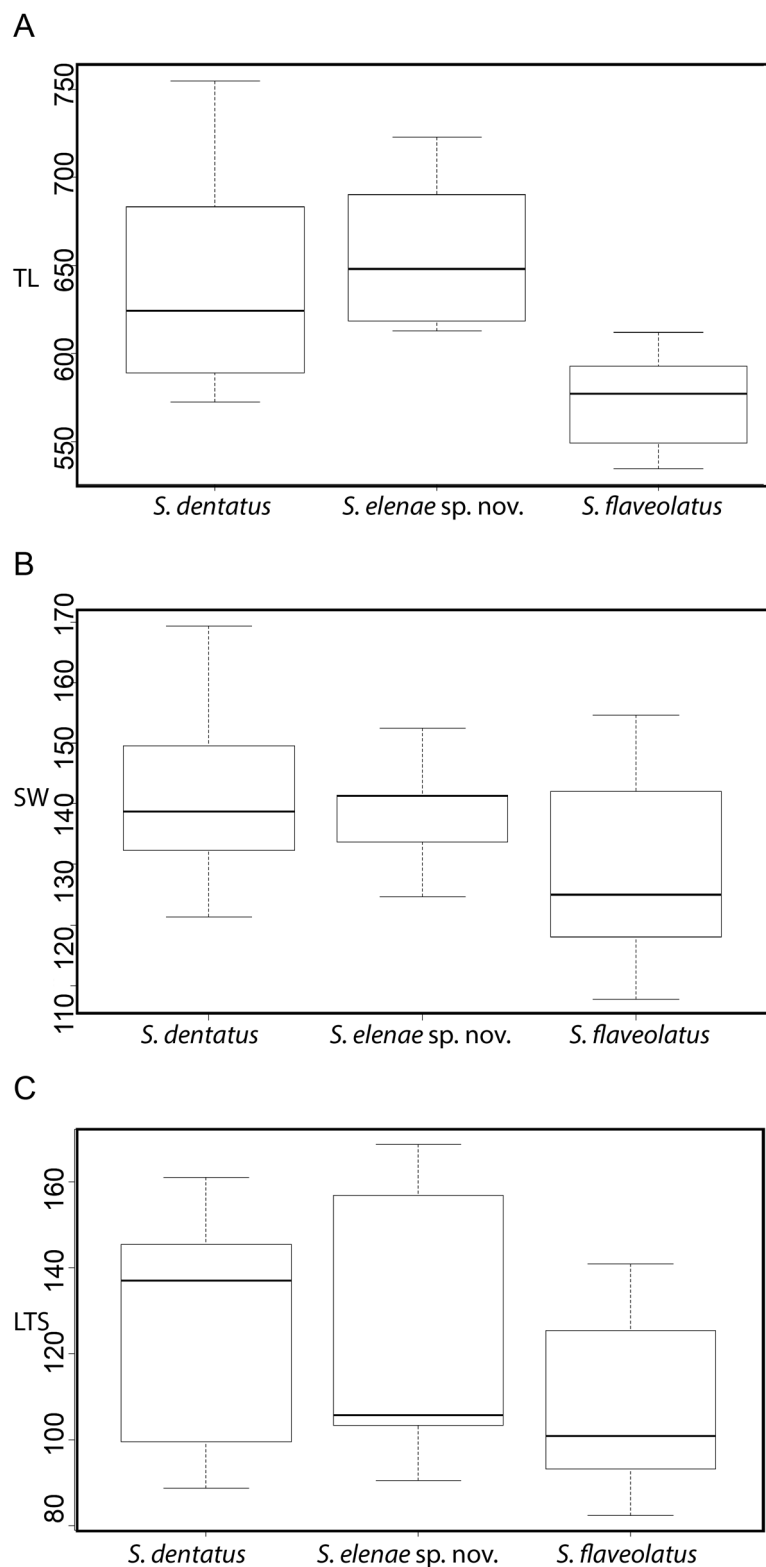 A
750
700
650
TL
600
550
S. dentatus S. elenae sp. nov. S. flaveolatus
B
170
160
150
SW
140
130
120
110
S. dentatus S. elenae sp. nov. S. flaveolatus
C
160
140
LTS
120
100
80
S. dentatus S. elenae sp. nov. S. flaveolatus